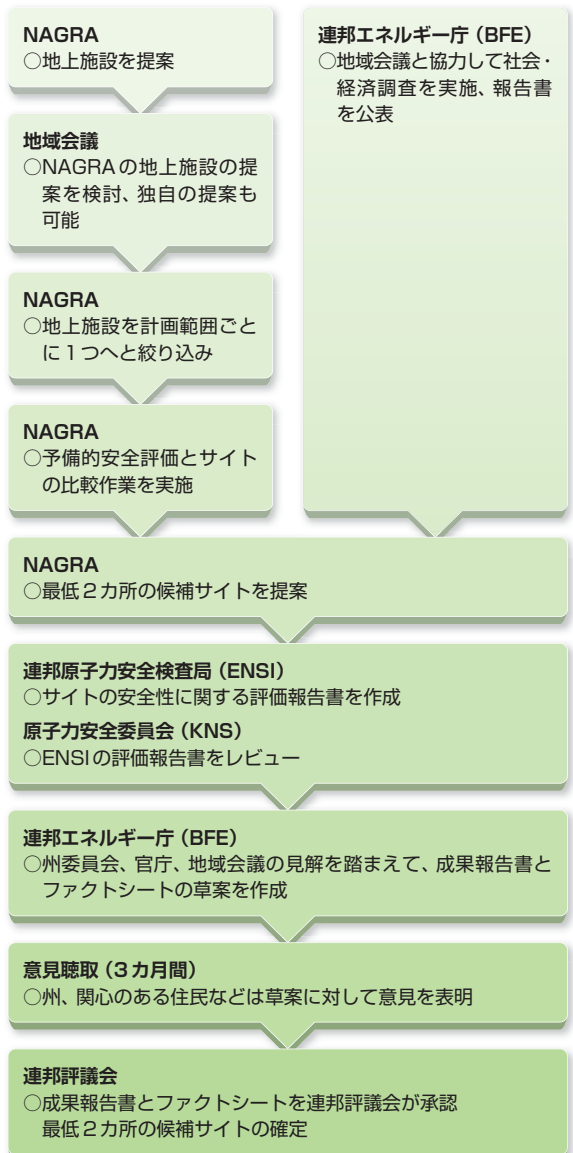 NAGRA
○地上施設を提案
地域会議
○NAGRAの地上施設の提
案を検討、独自の提案も
可能
NAGRA
○地上施設を計画範囲ごと
に1つへと絞り込み
NAGRA
○予備的安全評価とサイト
の比較作業を実施
連邦エネルギー庁（BFE）
○地域会議と協力して社会・
経済調査を実施、報告書
を公表
NAGRA
○最低2カ所の候補サイトを提案
連邦原子力安全検査局（ENSI）
○サイトの安全性に関する評価報告書を作成
原子力安全委員会（KNS）
○ENSIの評価報告書をレビュー
連邦エネルギー庁（BFE）
○州委員会、官庁、地域会議の見解を踏まえて、成果報告書と
ファクトシートの草案を作成
意見聴取（3カ月間）
○州、関心のある住民などは草案に対して意見を表明
連邦評議会
○成果報告書とファクトシートを連邦評議会が承認
最低2カ所の候補サイトの確定